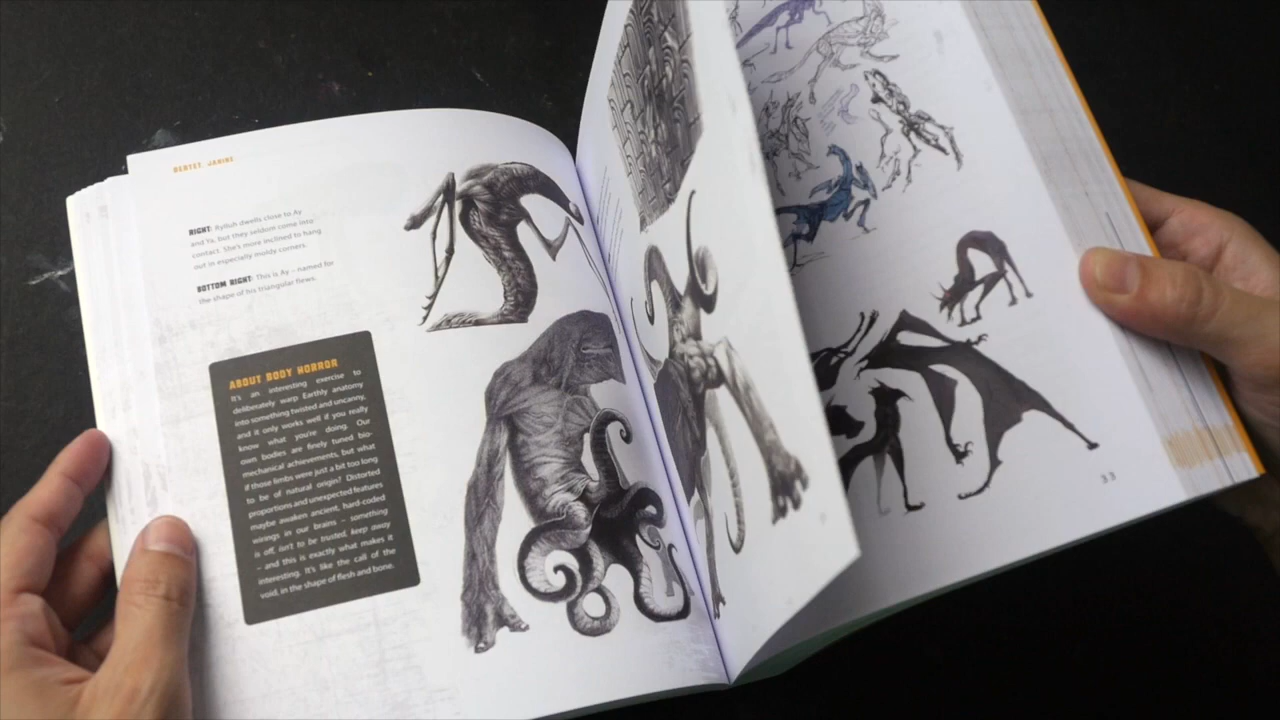 DEBTET, JANINE
RIGHT: Rylluh dwells close to Ay
and Ya, but they seldom come into
contact. She's more inclined to hang
out in especially moldy corners.
BOTTOM RIGHT: This is Ay – named for
the shape of his triangular flews.
ABOUT BODY HORROR
It's an interesting exercise to
deliberately warp Earthly anatomy
into something twisted and uncanny,
and it only works well if you really
know what you're doing. Our
own bodies are finely tuned bio-
mechanical achievements, but what
if those limbs were just a bit too long
to be of natural origin? Distorted
proportions and unexpected features
maybe awaken ancient, hard-coded
wirings in our brains – something
is off, isn't to be trusted, keep away
– and this is exactly what makes it
interesting. It's like the call of the
void, in the shape of flesh and bone.
33